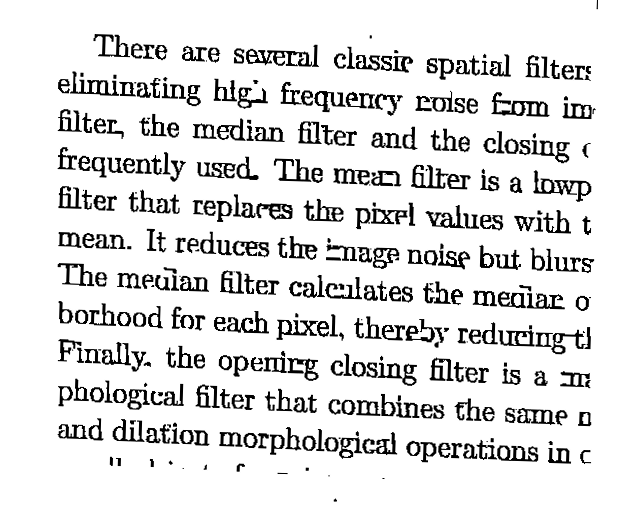 There are several classic spatial filters
eliminating high frequency noise from im
filter, the median filter and the closing
frequently used. The mean filter is a lowp
filter that replaces the pixel values with t
mean. It reduces the image noise but blurs
The median filter calculates the median o
borhood for each pixel, thereby reducing th
Finally, the opening closing filter is a
phological filter that combines the same
and dilation morphological operations in